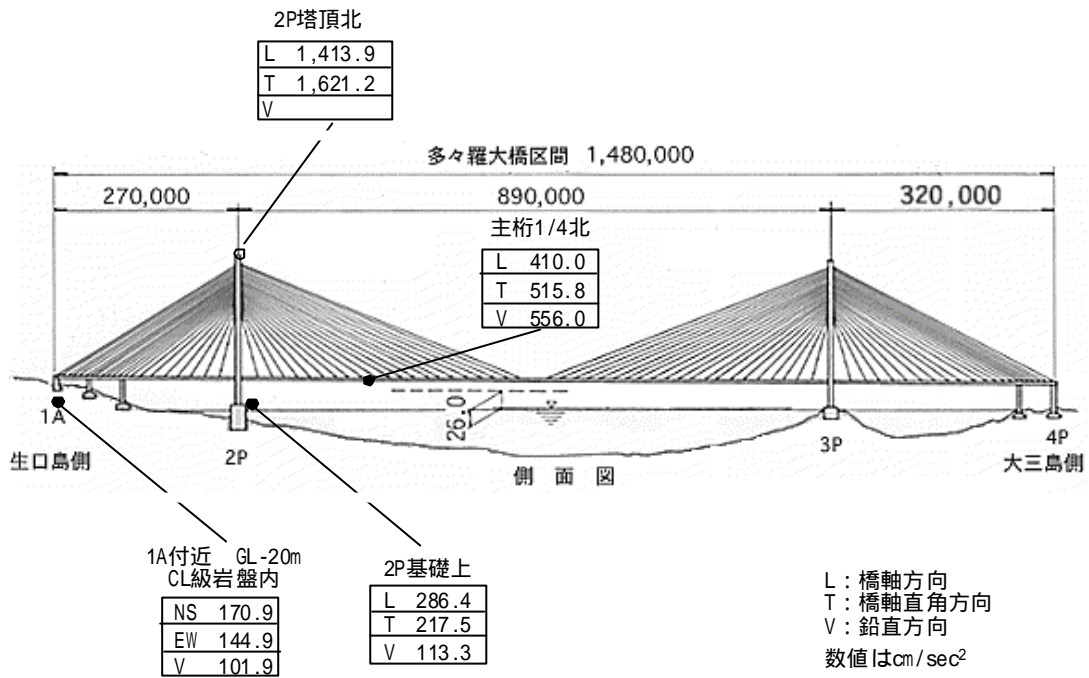 2P塔頂北
L 1,413.9
T 1,621.2
V
多々羅大橋区間 1,480,000
270,000 890,000 320,000
主桁1/4北
L 410.0
T 515.8
V 556.0
26.0
1A 2P 3P 4P
生口島側 側面図 大三島側
1A付近 GL-20m
CL級岩盤内
NS 170.9
EW 144.9
V 101.9
2P基礎上
L 286.4
T 217.5
V 113.3
L：橋軸方向
T：橋軸直角方向
V：鉛直方向
数値はcm/sec²